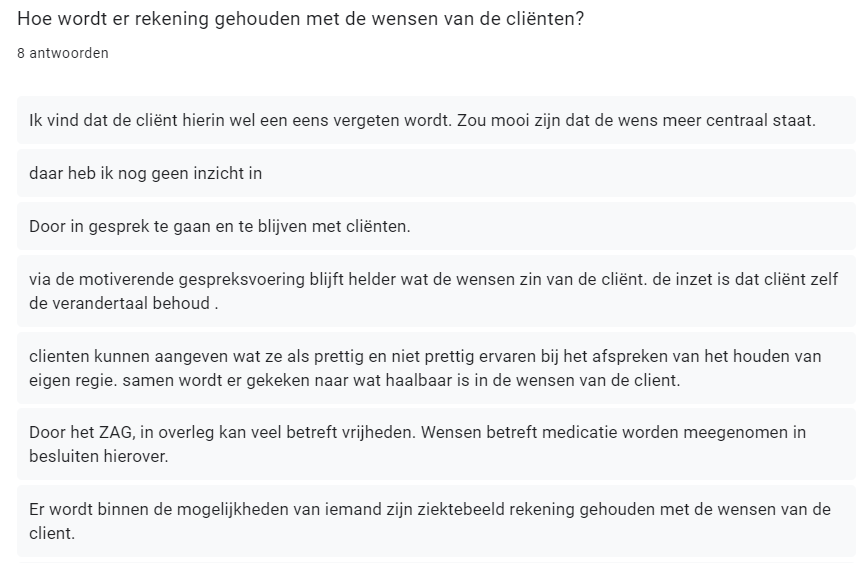 Hoe wordt er rekening gehouden met de wensen van de cliënten?
8 antwoorden
Ik vind dat de cliënt hierin wel een eens vergeten wordt. Zou mooi zijn dat de wens meer centraal staat.
daar heb ik nog geen inzicht in
Door in gesprek te gaan en te blijven met cliënten.
via de motiverende gespreksvoering blijft helder wat de wensen zin van de cliënt. de inzet is dat cliënt zelf
de verandertaal behoud .
clienten kunnen aangeven wat ze als prettig en niet prettig ervaren bij het afspreken van het houden van
eigen regie. samen wordt er gekeken naar wat haalbaar is in de wensen van de client.
Door het ZAG, in overleg kan veel betreft vrijheden. Wensen betreft medicatie worden meegenomen in
besluiten hierover.
Er wordt binnen de mogelijkheden van iemand zijn ziektebeeld rekening gehouden met de wensen van de
client.